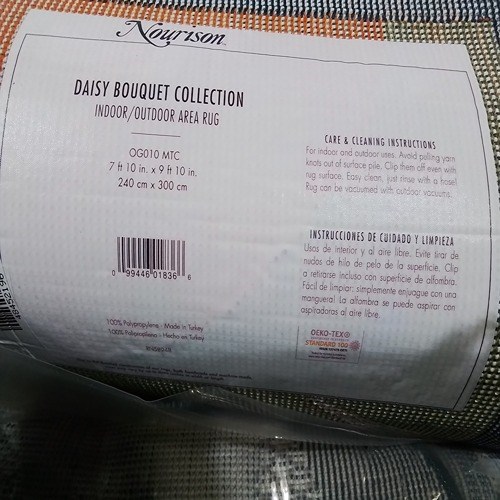 Nourison
DAISY BOUQUET COLLECTION
INDOOR/OUTDOOR AREA RUG
OG010 MTC
7 ft 10 in. x 9 ft 10 in.
240 cm x 300 cm
0 99446 01836 6
100% Polypropylene - Made in Turkey
100% Polipropileno - Hecho en Turkey
CARE & CLEANING INSTRUCTIONS
For indoor and outdoor uses. Avoid pulling yarn
knots out of surface pile. Clip them off even with
rug surface. Easy clean, just rinse with a hose!
Rug can be vacuumed with outdoor vacuums.
INSTRUCCIONES DE CUIDADO Y LIMPIEZA
Usos de interior y al aire libre. Evite tirar de
nudos de hilo de pelo de la superficie. Clip
a retirarse incluso con superficie de alfombra.
Fácil de limpiar: simplemente enjuague con una
manguera! La alfombra se puede aspirar con
aspiradoras al aire libre.
OEKO-TEX®
STANDARD 100